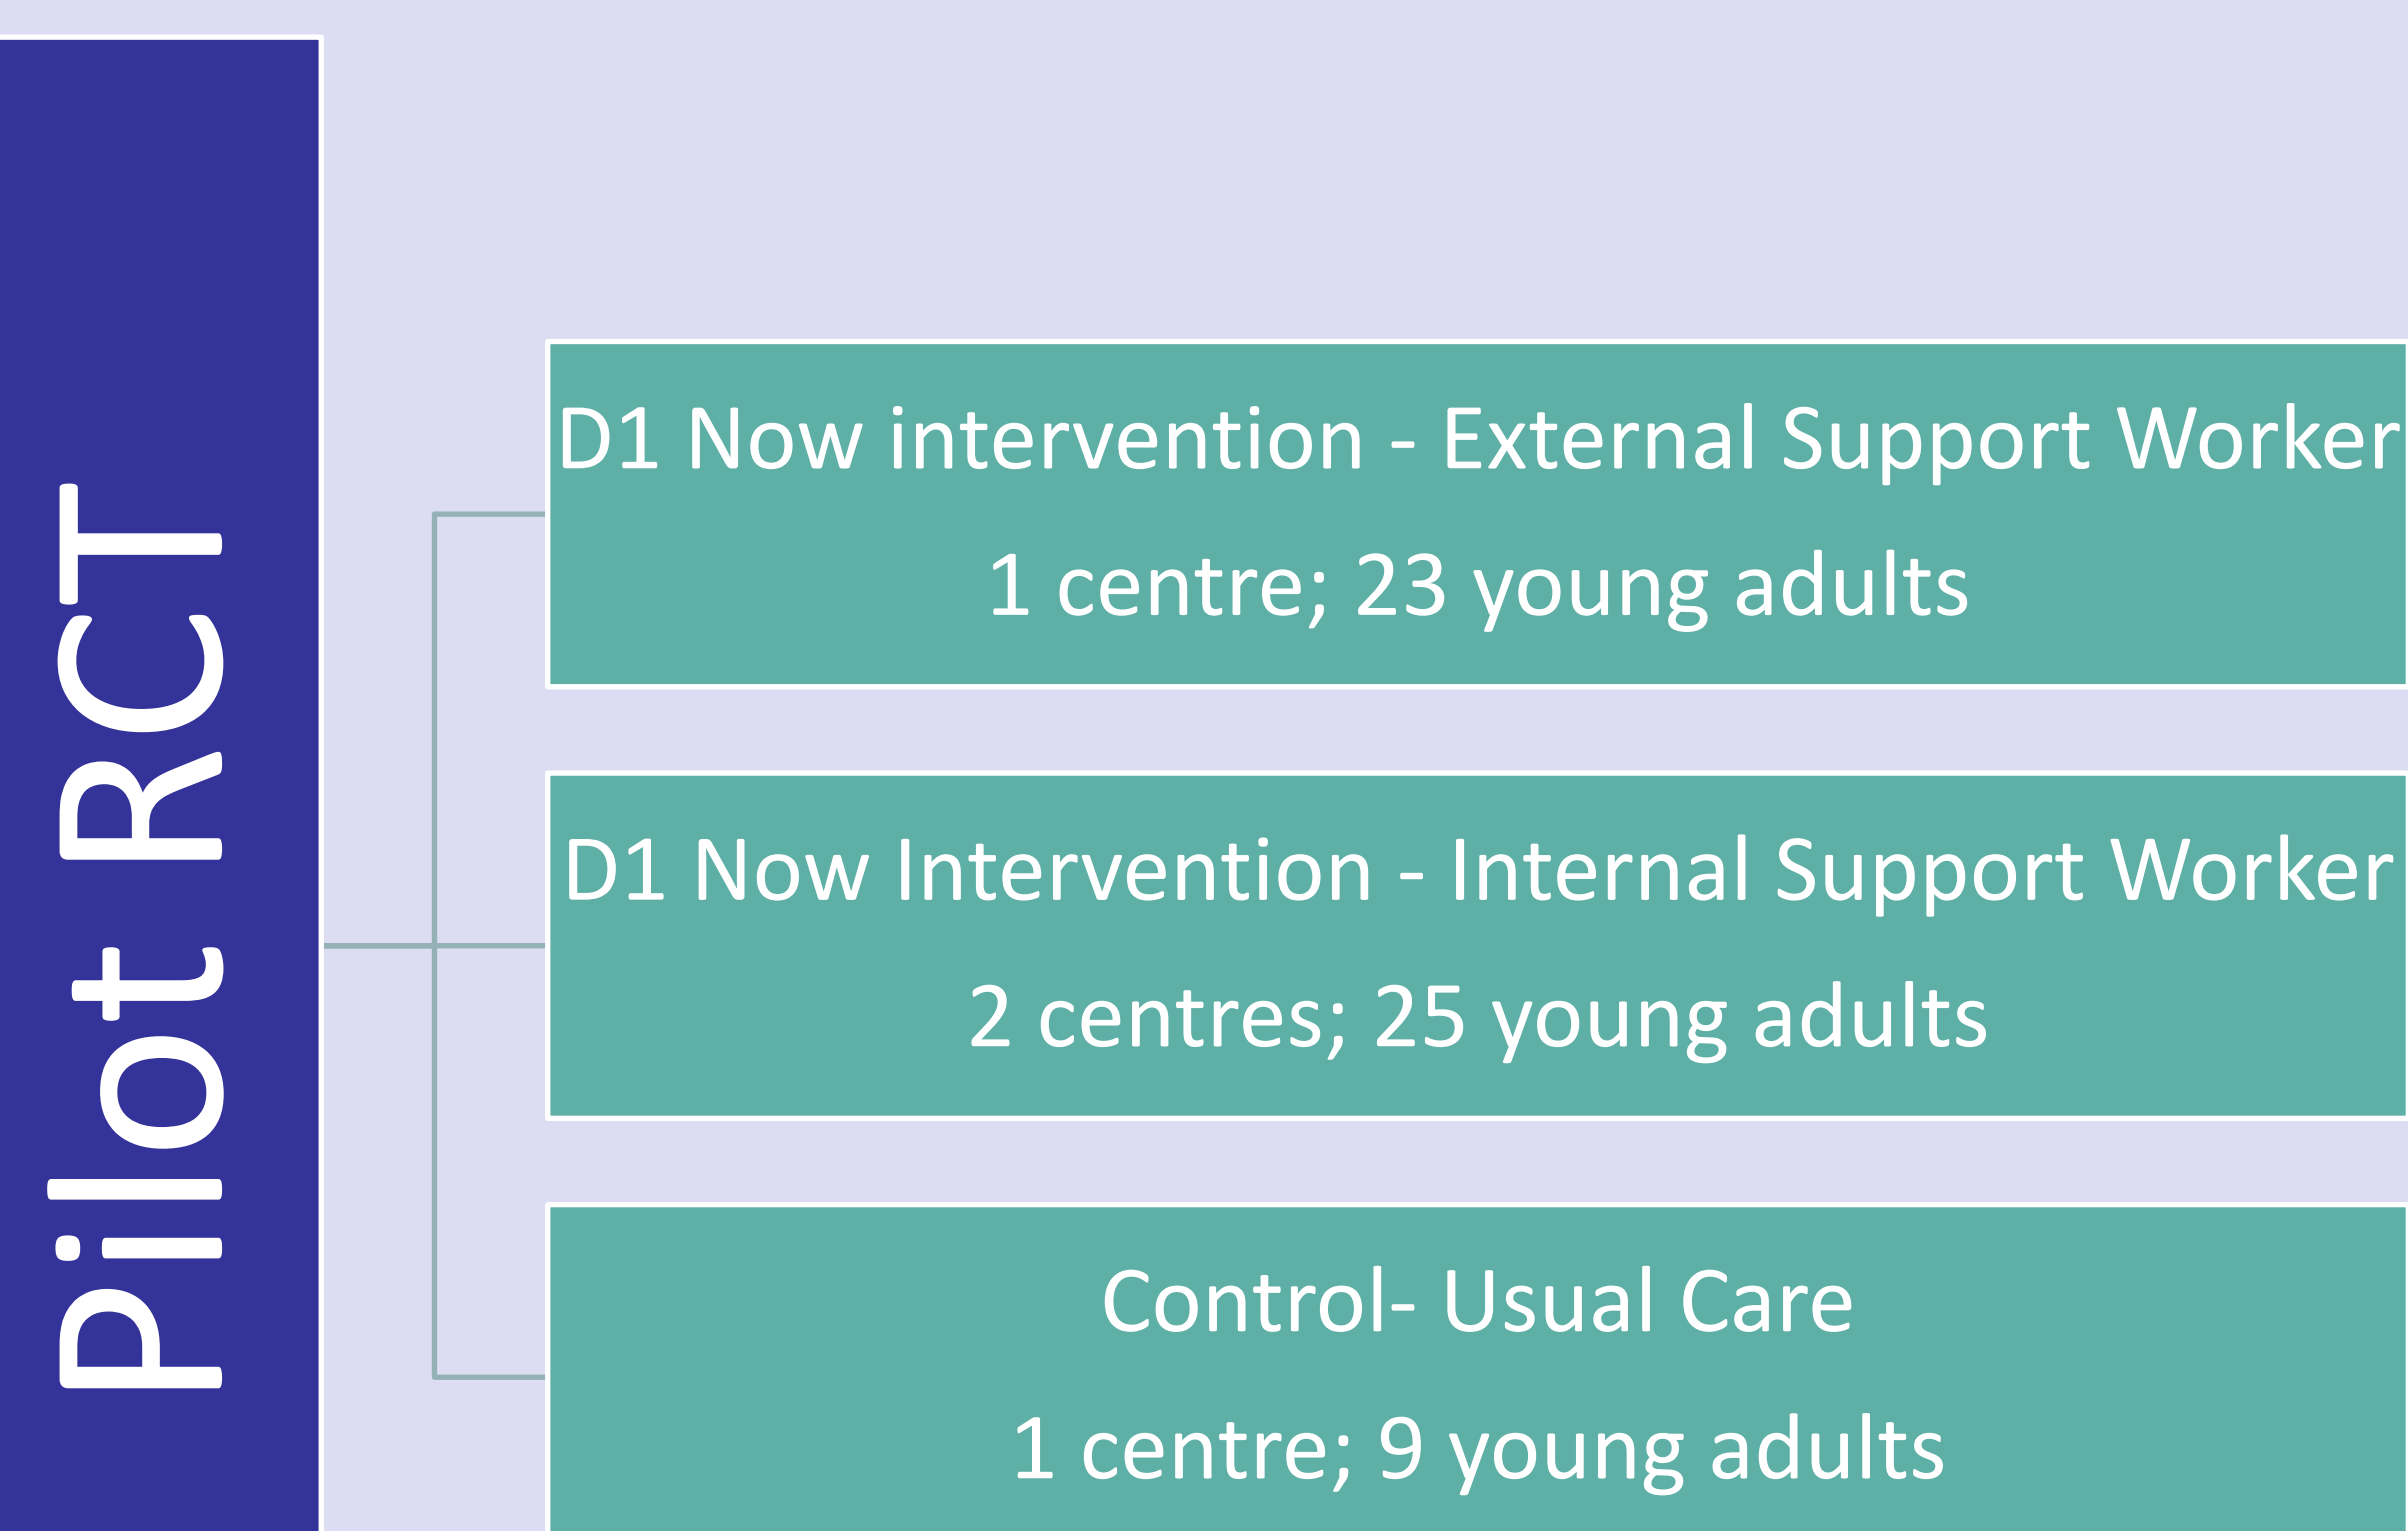 Pilot RCT
D1 Now intervention - External Support Worker
1 centre; 23 young adults
D1 Now Intervention - Internal Support Worker
2 centres; 25 young adults
Control- Usual Care
1 centre; 9 young adults